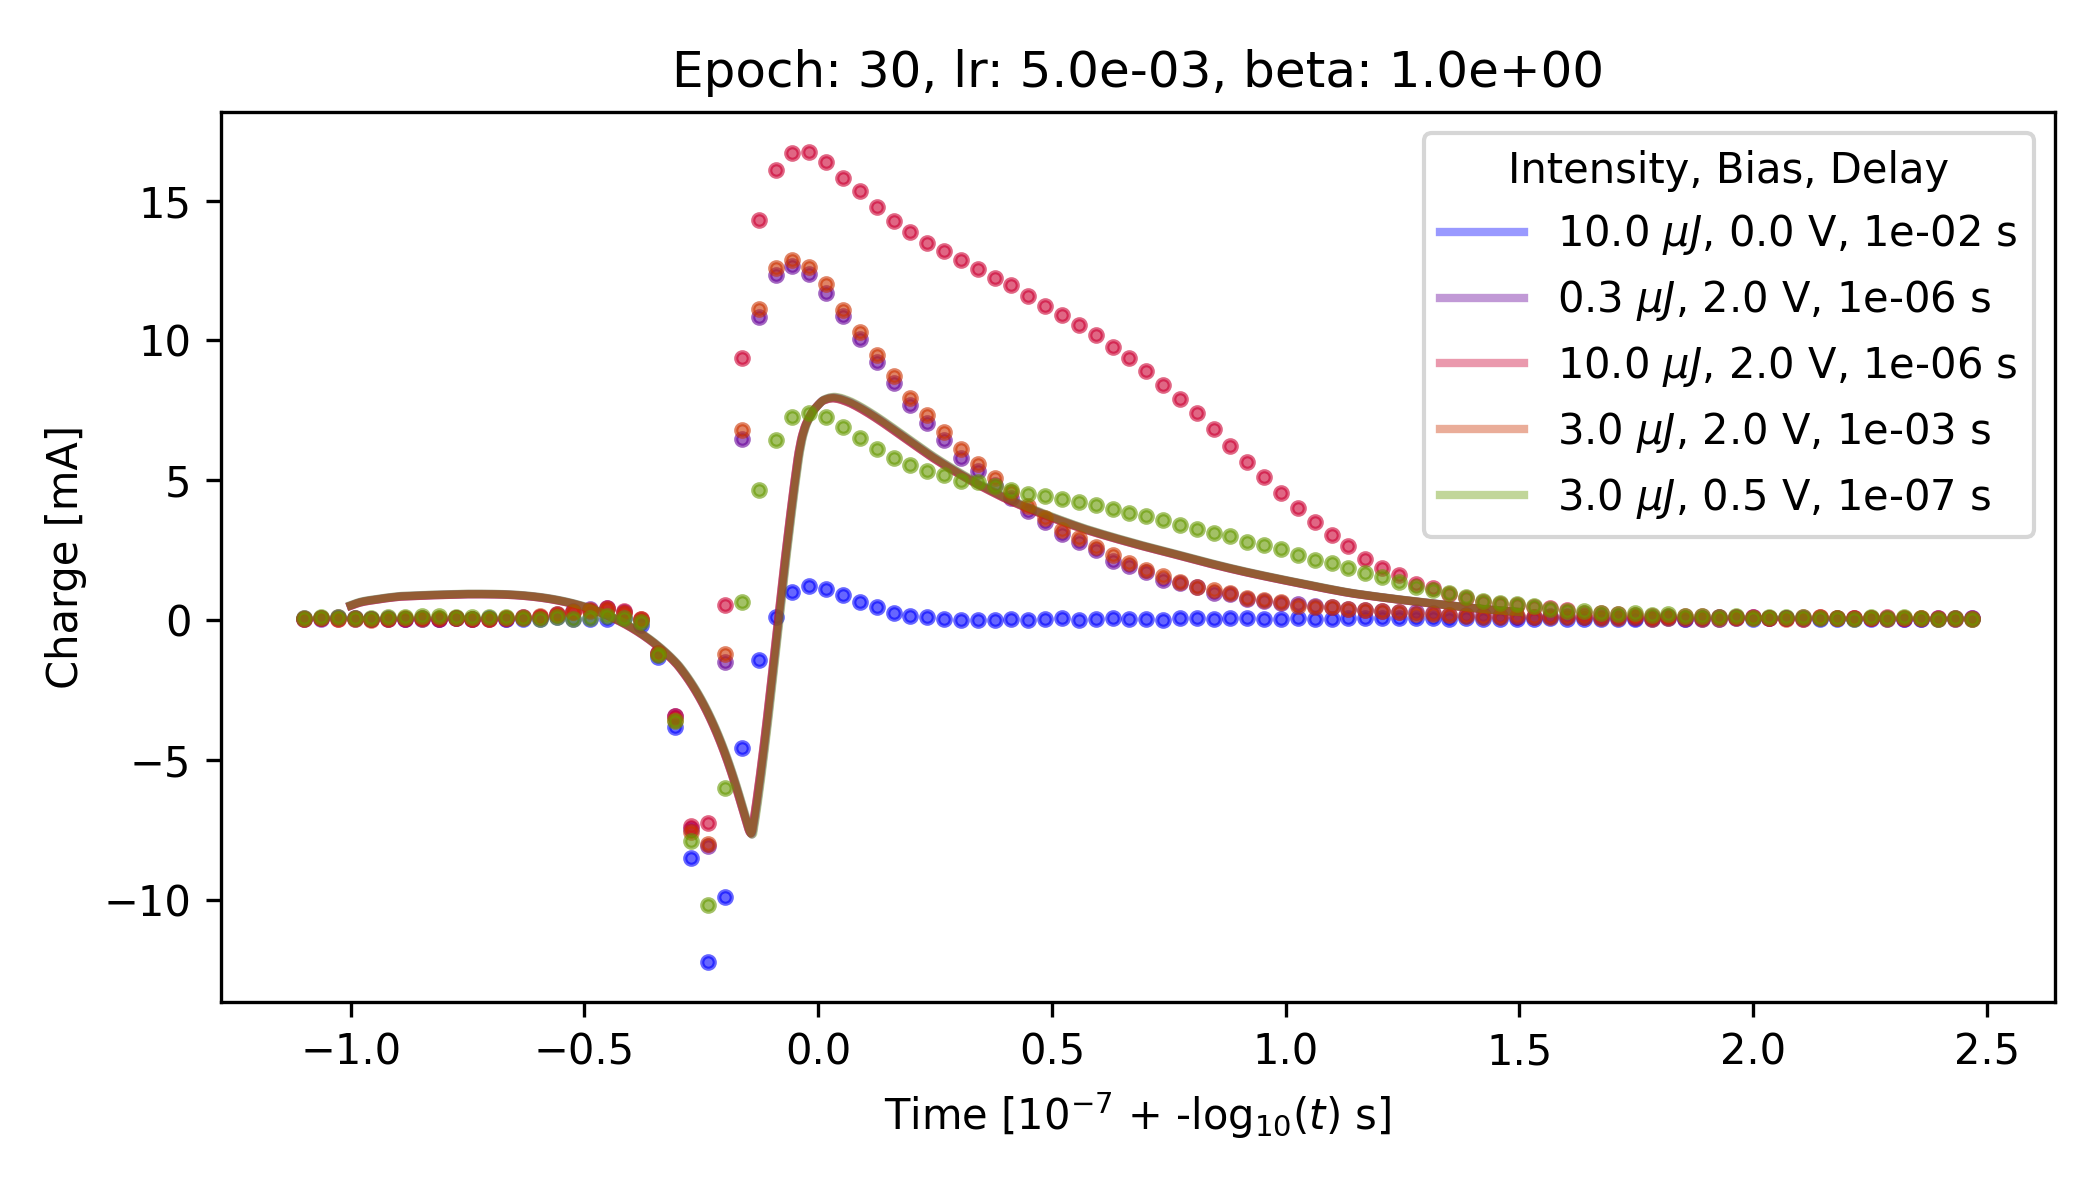 Epoch: 30, lr: 5.0e-03, beta: 1.0e+00
Charge [mA]
15
10
5
0
−5
−10
Intensity, Bias, Delay
10.0 μJ, 0.0 V, 1e-02 s
0.3 μJ, 2.0 V, 1e-06 s
10.0 μJ, 2.0 V, 1e-06 s
3.0 μJ, 2.0 V, 1e-03 s
3.0 μJ, 0.5 V, 1e-07 s
−1.0 −0.5 0.0 0.5 1.0 1.5 2.0 2.5
Time [10⁻⁷ + -log₁₀(t) s]